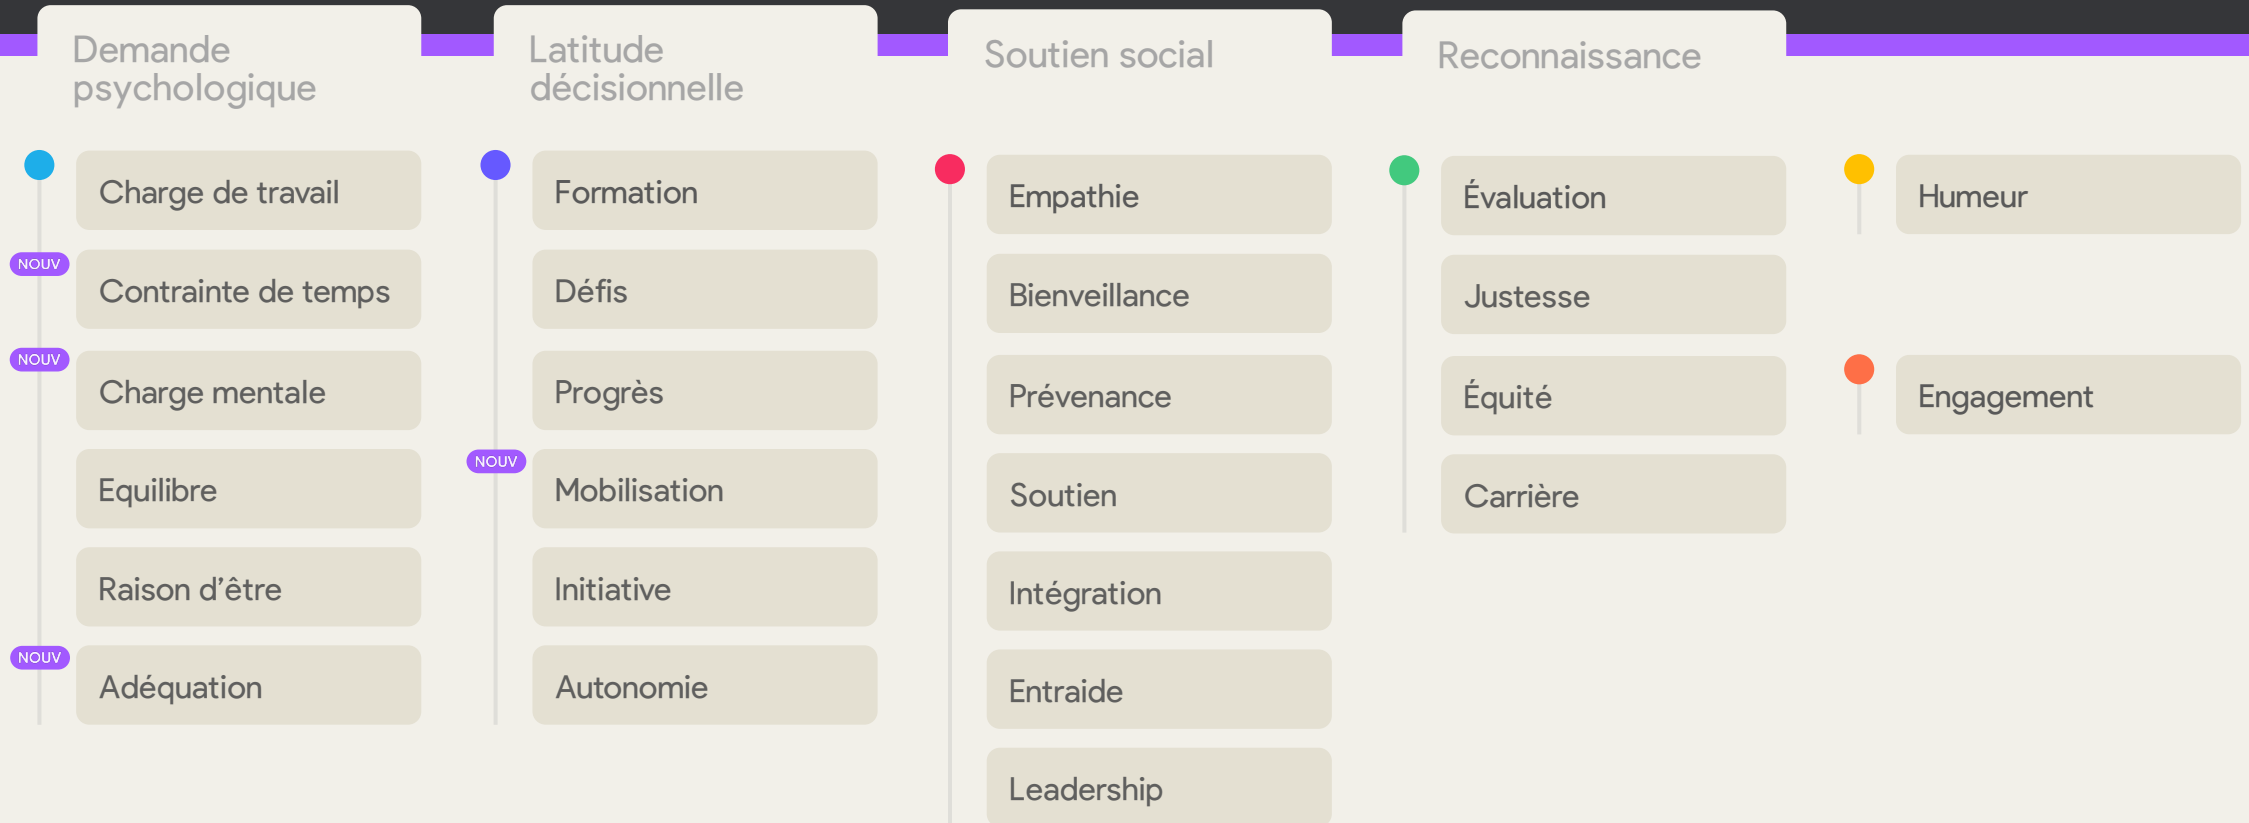 Demande
psychologique
Charge de travail
NOUV
Contrainte de temps
NOUV
Charge mentale
Equilibre
Raison d’être
NOUV
Adéquation
Latitude
décisionnelle
Formation
Défis
Progrès
NOUV
Mobilisation
Initiative
Autonomie
Soutien social
Empathie
Bienveillance
Prévenance
Soutien
Intégration
Entraide
Leadership
Reconnaissance
Évaluation
Justesse
Équité
Carrière
Humeur
Engagement